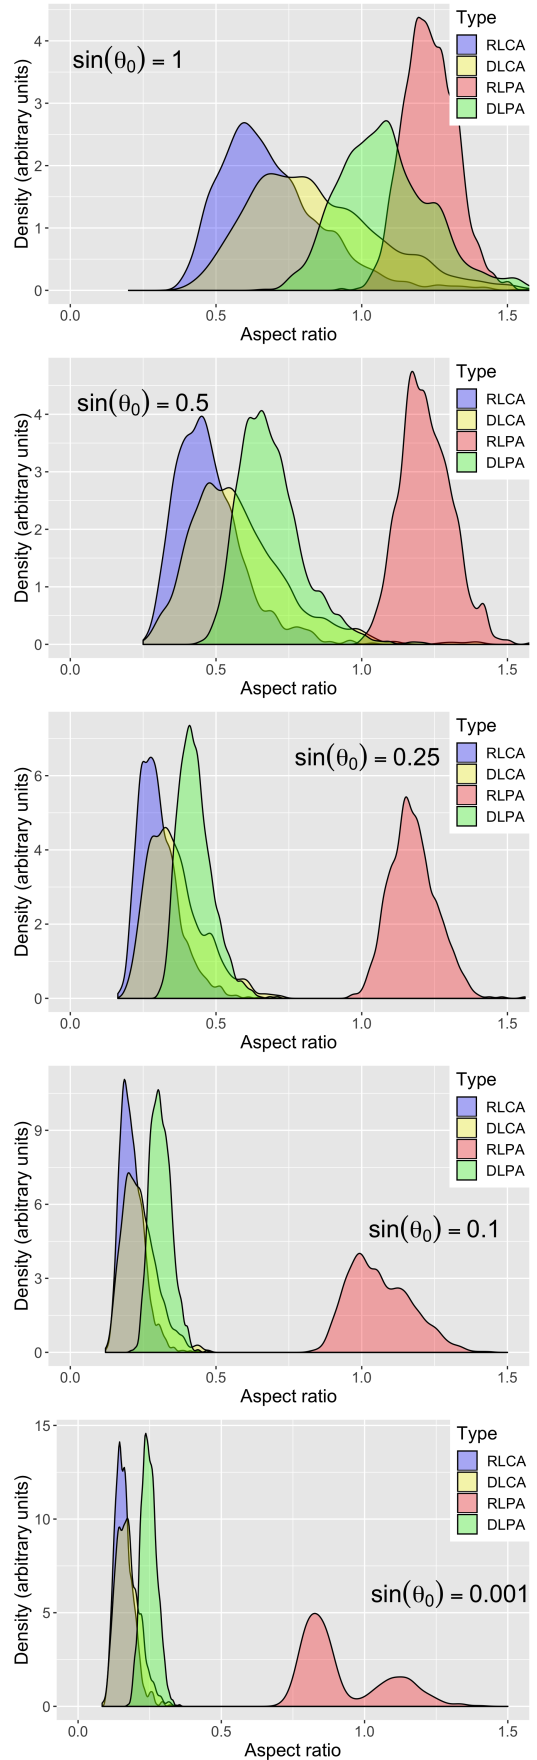 Type
RLCA
DLCA
RLPA
DLPA
sin(θ₀) = 1
Density (arbitrary units)
4
3
2
1
0
0.0 0.5 1.0 1.5
Aspect ratio
Type
RLCA
DLCA
RLPA
DLPA
sin(θ₀) = 0.5
Density (arbitrary units)
4
3
2
1
0
0.0 0.5 1.0 1.5
Aspect ratio
Type
RLCA
DLCA
RLPA
DLPA
sin(θ₀) = 0.25
Density (arbitrary units)
6
4
2
0
0.0 0.5 1.0 1.5
Aspect ratio
Type
RLCA
DLCA
RLPA
DLPA
sin(θ₀) = 0.1
Density (arbitrary units)
9
6
3
0
0.0 0.5 1.0 1.5
Aspect ratio
Type
RLCA
DLCA
RLPA
DLPA
sin(θ₀) = 0.001
Density (arbitrary units)
15
10
5
0
0.0 0.5 1.0 1.5
Aspect ratio